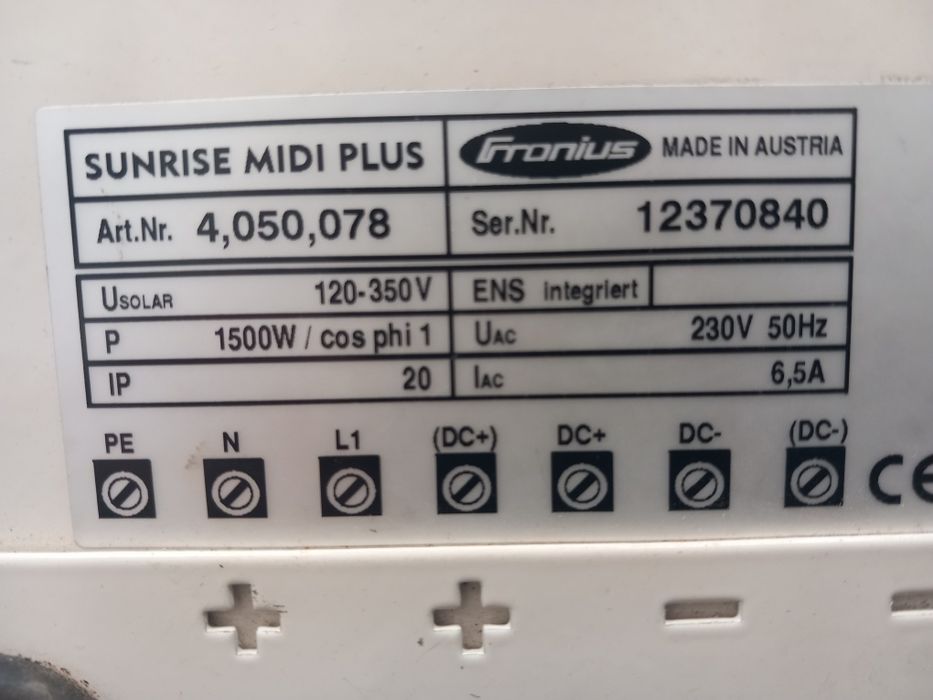 SUNRISE MIDI PLUS
Fronius MADE IN AUSTRIA
Art.Nr. 4,050,078
Ser.Nr. 12370840
USOLAR 120-350V
ENS integriert
P 1500W / cos phi 1
UAC 230V 50Hz
IP 20
IAC 6,5A
PE N L1 (DC+) DC+ DC- (DC-)
CE
+ + - -